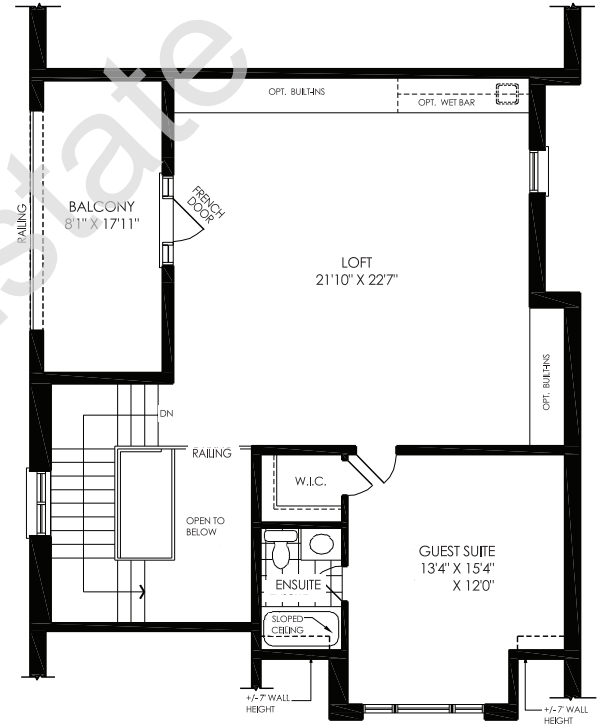 state
OPT. BUILT-INS
OPT. WET BAR
BALCONY
8'1" X 17'11"
RAILING
FRENCH
DOOR
LOFT
21'10" X 22'7"
OPT. BUILT-INS
DN
RAILING
W.I.C.
OPEN TO
BELOW
GUEST SUITE
13'4" X 15'4"
X 12'0"
ENSUITE
SLOPED
CEILING
+/-7' WALL
HEIGHT
+/-7' WALL
HEIGHT